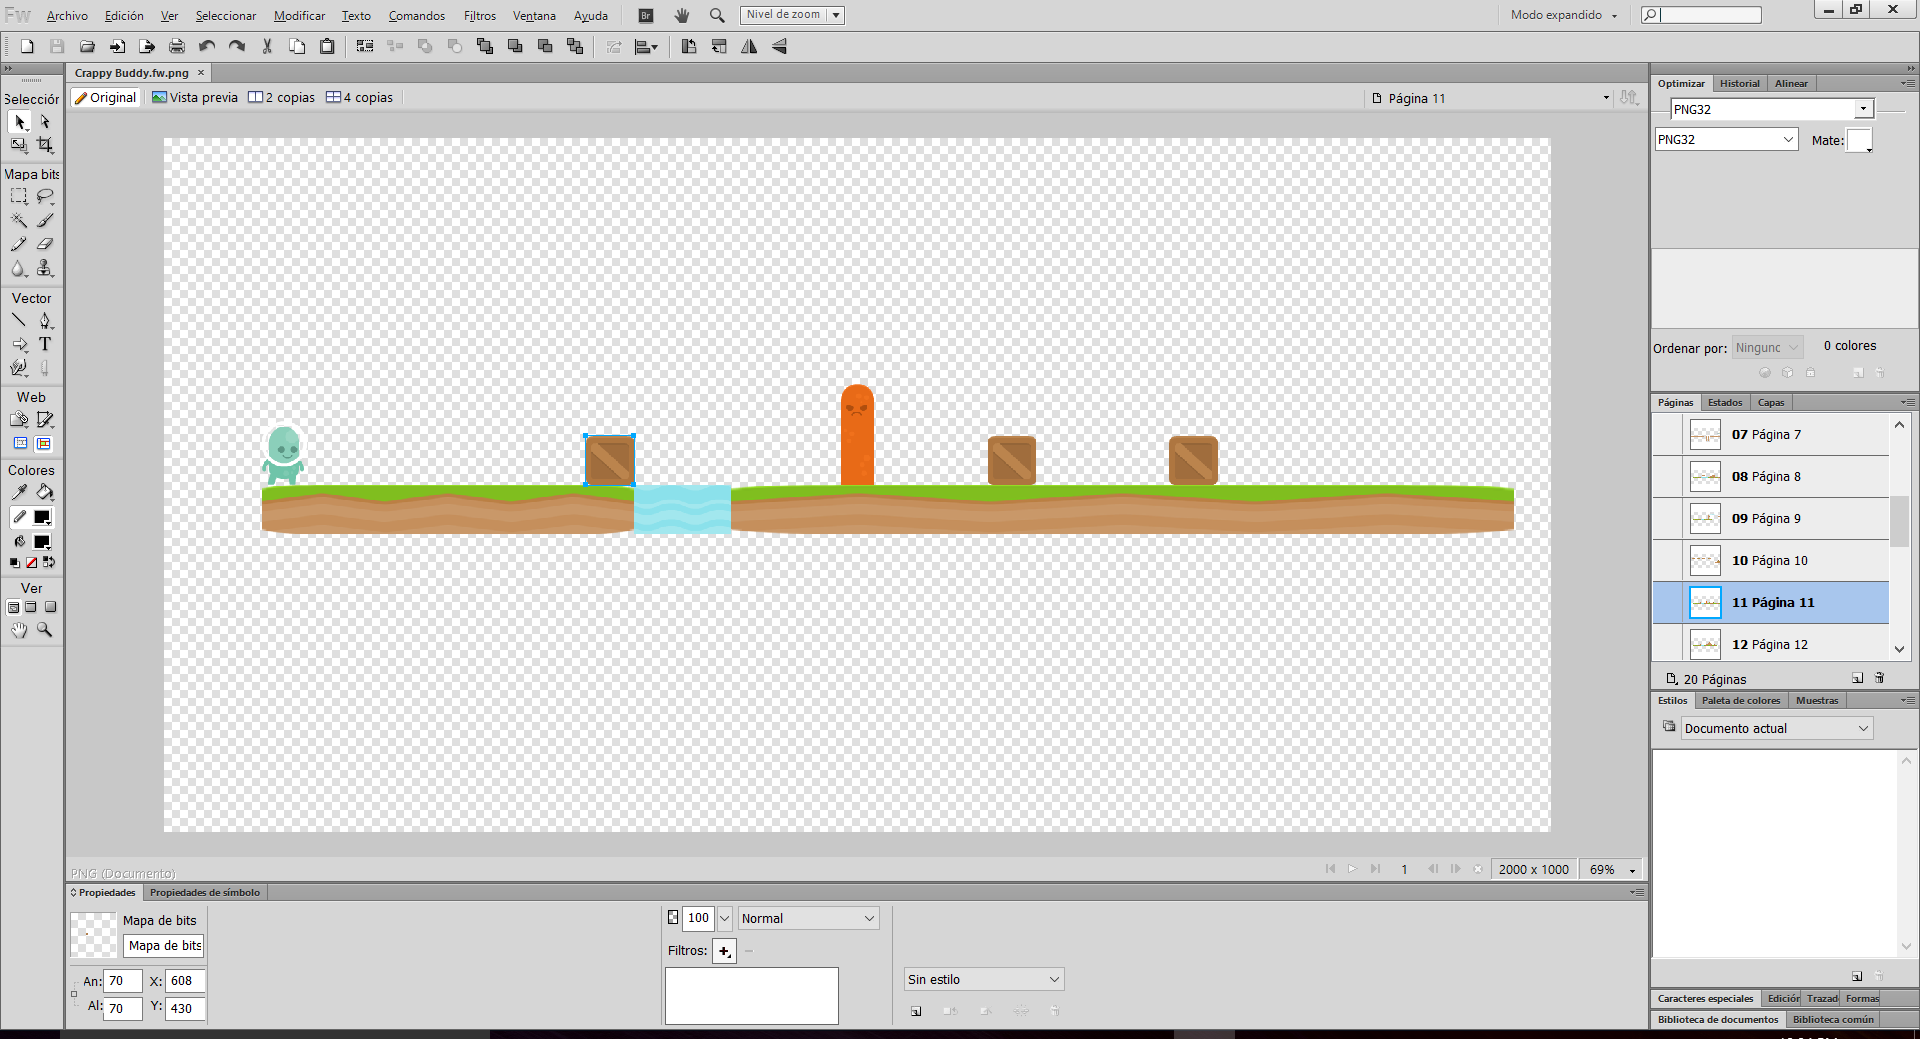 Fw Archivo Edición Ver Seleccionar Modificar Texto Comandos Filtros Ventana Ayuda Br Nivel de zoom Modo expandido
Crappy Buddy.fw.png ×
Original Vista previa 2 copias 4 copias Página 11
Selección
Mapa bits
Vector
T
Web
Colores
Ver
Optimizar Historial Alinear
PNG32
PNG32 Mate:
Ordenar por: Ninguno 0 colores
Páginas Estados Capas
07 Página 7
08 Página 8
09 Página 9
10 Página 10
11 Página 11
12 Página 12
20 Páginas
Estilos Paleta de colores Muestras
Documento actual
Caracteres especiales Edición Trazad Formas
Biblioteca de documentos Biblioteca común
PNG (Documento) 1 2000 x 1000 69%
Propiedades Propiedades de símbolo
Mapa de bits
Mapa de bits
An: 70 X: 608
Al: 70 Y: 430
100 Normal
Filtros:
Sin estilo